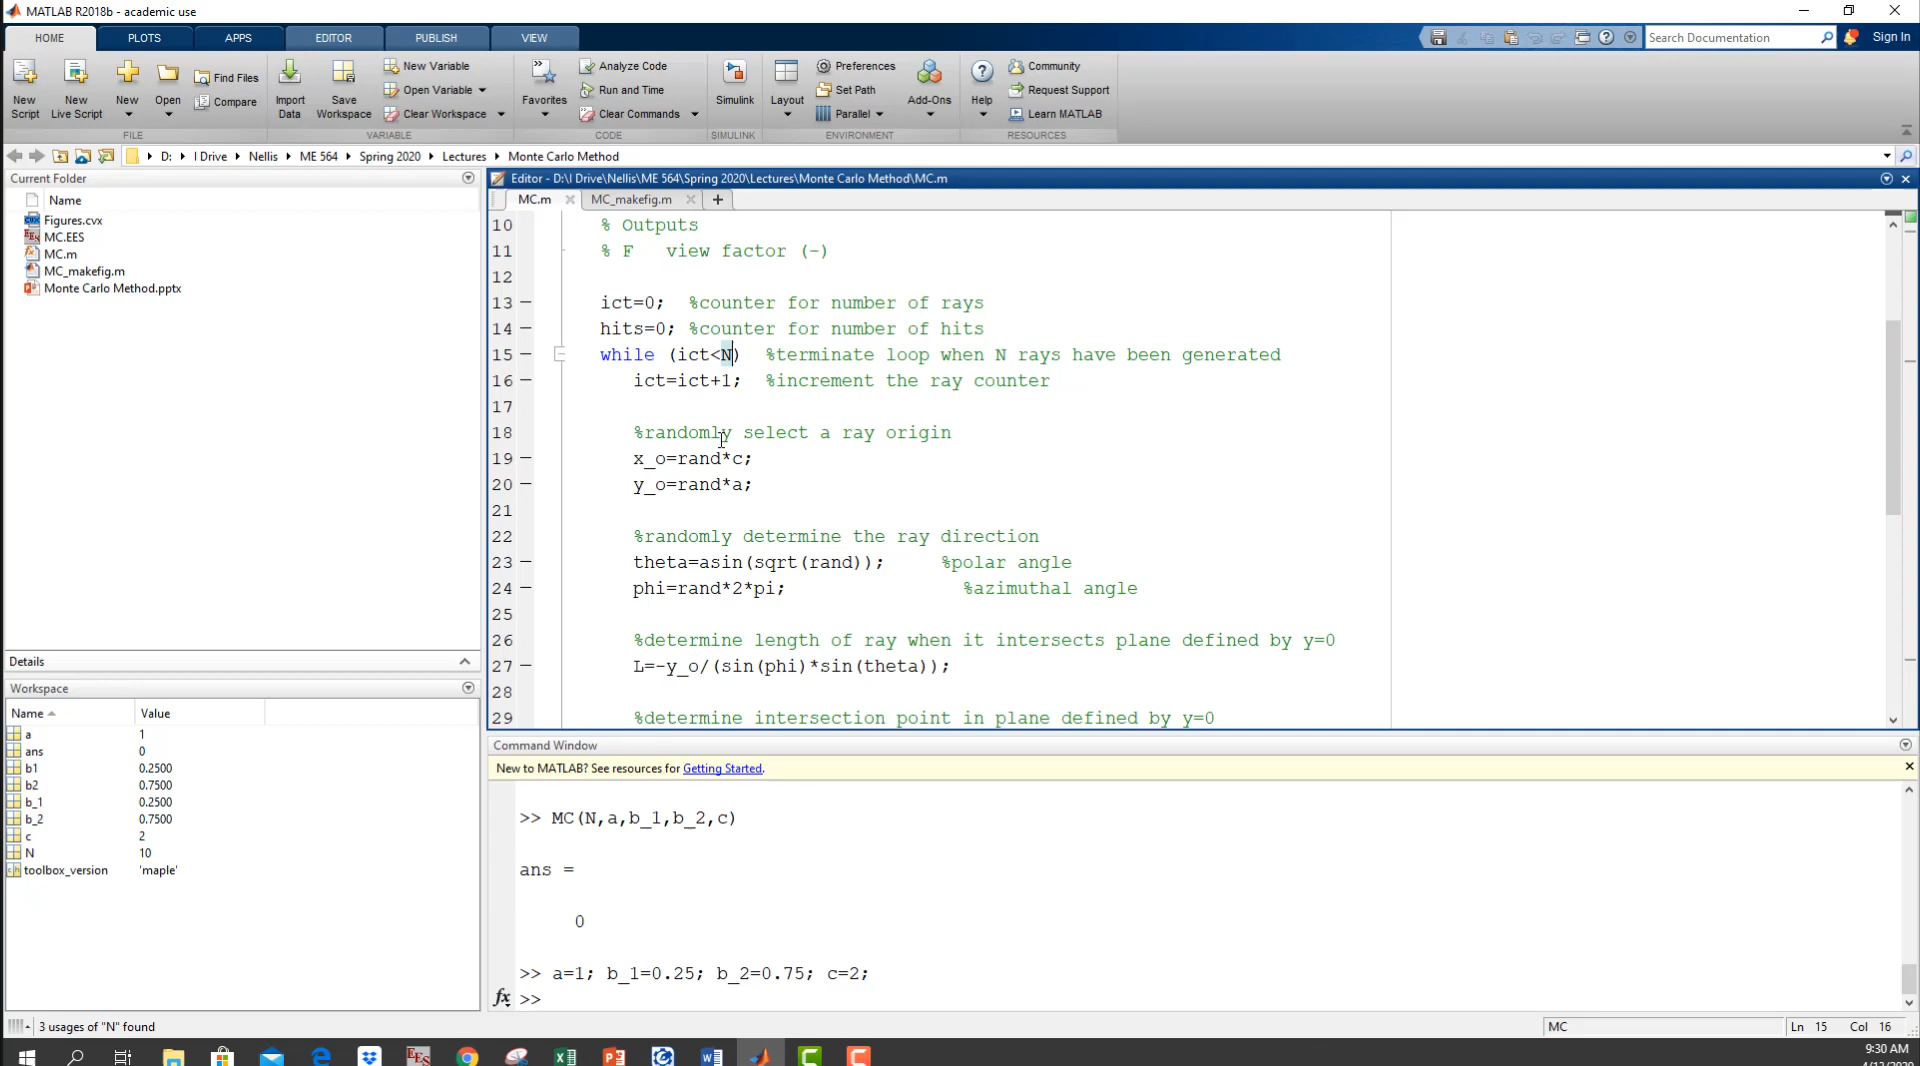 MATLAB R2018b - academic use
HOME PLOTS APPS EDITOR PUBLISH VIEW
Search Documentation
Sign In
New Script
New Live Script
New
Open
Find Files
Compare
FILE
Import Data
Save Workspace
New Variable
Open Variable
Clear Workspace
VARIABLE
Favorites
Analyze Code
Run and Time
Clear Commands
CODE
Simulink
SIMULINK
Layout
Preferences
Set Path
Parallel
Add-Ons
ENVIRONMENT
Help
Community
Request Support
Learn MATLAB
RESOURCES
D: I Drive Nellis ME 564 Spring 2020 Lectures Monte Carlo Method
Current Folder
Name
Figures.cvx
MC.EES
MC.m
MC_makefig.m
Monte Carlo Method.pptx
Details
Workspace
Name Value
a 1
ans 0
b1 0.2500
b2 0.7500
b_1 0.2500
b_2 0.7500
c 2
N 10
toolbox_version 'maple'
Editor - D:\I Drive\Nellis\ME 564\Spring 2020\Lectures\Monte Carlo Method\MC.m
MC.m MC_makefig.m
10 % Outputs
11 % F view factor (-)
12
13 ict=0; %counter for number of rays
14 hits=0; %counter for number of hits
15 while (ict<N) %terminate loop when N rays have been generated
16 ict=ict+1; %increment the ray counter
17
18 %randomly select a ray origin
19 x_o=rand*c;
20 y_o=rand*a;
21
22 %randomly determine the ray direction
23 theta=asin(sqrt(rand)); %polar angle
24 phi=rand*2*pi; %azimuthal angle
25
26 %determine length of ray when it intersects plane defined by y=0
27 L=-y_o/(sin(phi)*sin(theta));
28
29 %determine intersection point in plane defined by y=0
Command Window
New to MATLAB? See resources for Getting Started.
>> MC(N,a,b_1,b_2,c)
ans =
0
>> a=1; b_1=0.25; b_2=0.75; c=2;
fx >>
3 usages of "N" found
MC
Ln 15 Col 16
9:30 AM